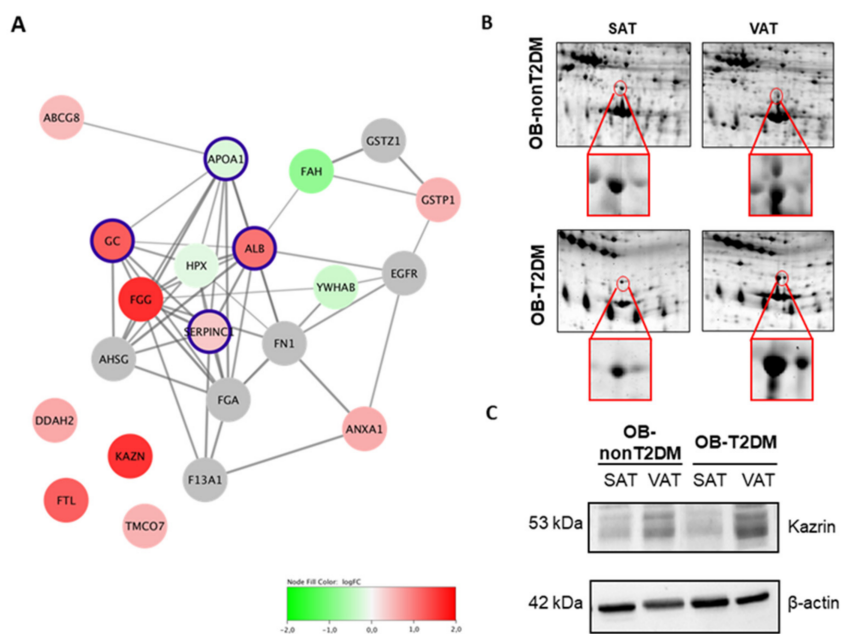 A
ABCG8
APOA1
GSTZ1
FAH
GSTP1
GC
ALB
HPX
EGFR
FGG
YWHAB
SERPINC1
FN1
AHSG
FGA
DDAH2
ANXA1
KAZN
F13A1
FTL
TMCO7
Node Fill Color: logFC
-2,0 -1,0 0,0 1,0 2,0
B
SAT VAT
OB-nonT2DM
OB-T2DM
C
OB-
nonT2DM OB-T2DM
SAT VAT SAT VAT
53 kDa Kazrin
42 kDa β-actin